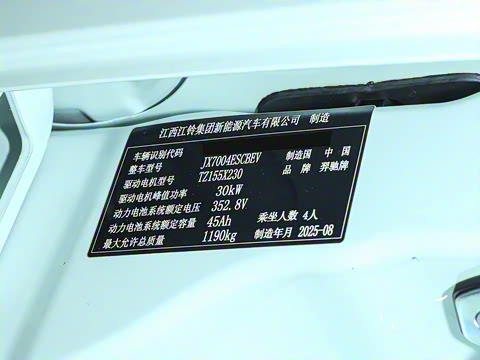 江西江铃集团新能源汽车有限公司 制造
车辆识别代码
整车型号 JX7004ESCBEV 制造国 中国
驱动电机型号 TZ155X230 品牌 羿驰牌
驱动电机峰值功率 30kW
动力电池系统额定电压 352.8V
动力电池系统额定容量 45Ah 乘坐人数 4人
最大允许总质量 1190kg 制造年月 2025-08